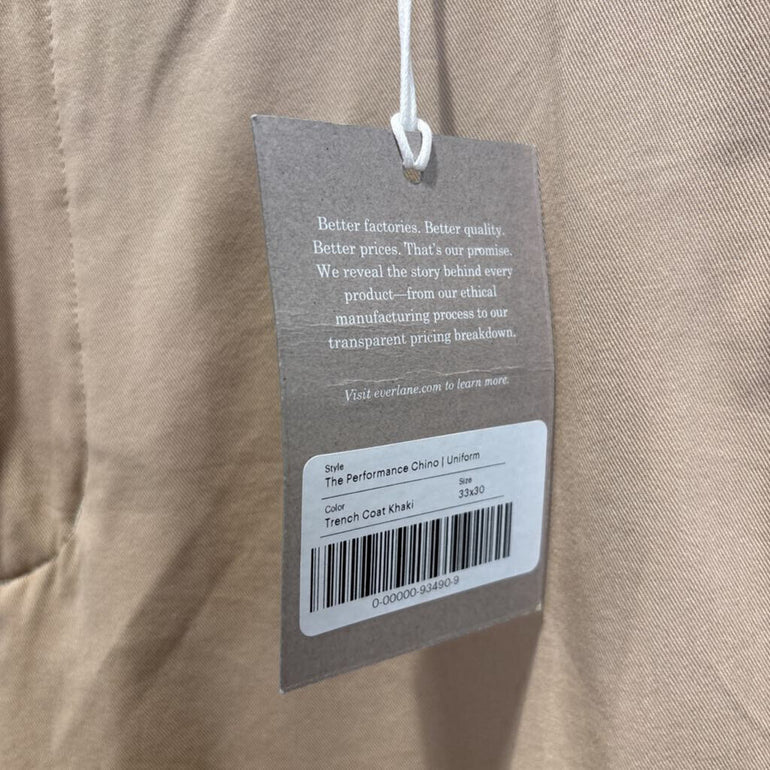 Better factories. Better quality.
Better prices. That's our promise.
We reveal the story behind every
product—from our ethical
manufacturing process to our
transparent pricing breakdown.
Visit everlane.com to learn more.
Style
The Performance Chino | Uniform
Color
Trench Coat Khaki
Size
33x30
0-00000-93490-9